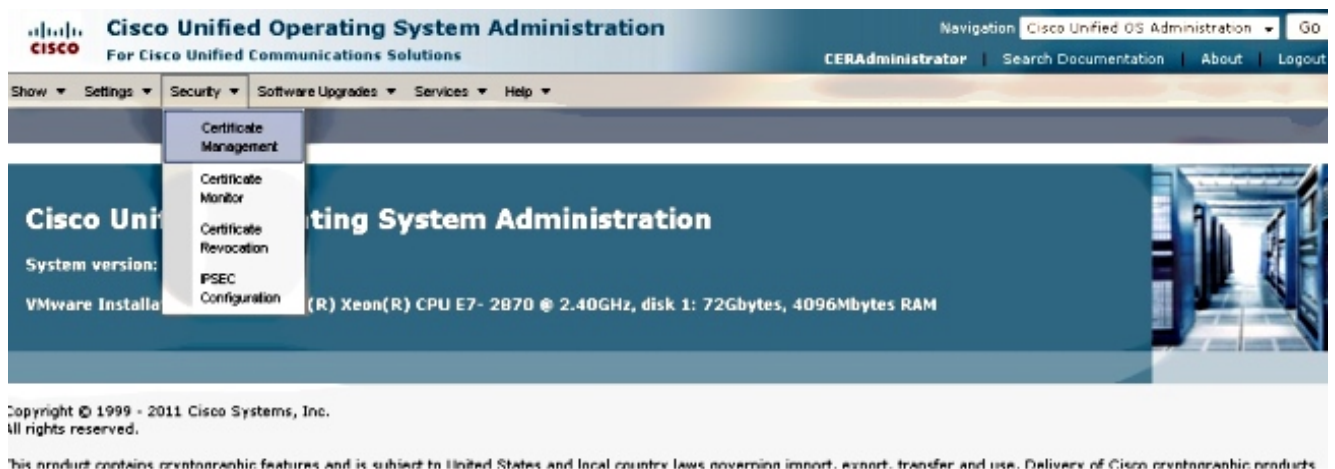 CISCO
Cisco Unified Operating System Administration
For Cisco Unified Communications Solutions
Navigation Cisco Unified OS Administration Go
CERAdministrator | Search Documentation | About | Logout
Show Settings Security Software Upgrades Services Help
Certificate
Management
Certificate
Monitor
Certificate
Revocation
IPSEC
Configuration
Cisco Uni ting System Administration
System version:
VMware Installa (R) Xeon(R) CPU E7- 2870 @ 2.40GHz, disk 1: 72Gbytes, 4096Mbytes RAM
Copyright © 1999 - 2011 Cisco Systems, Inc.
All rights reserved.
This product contains cryptographic features and is subject to United States and local country laws governing import, export, transfer and use. Delivery of Cisco cryptographic products